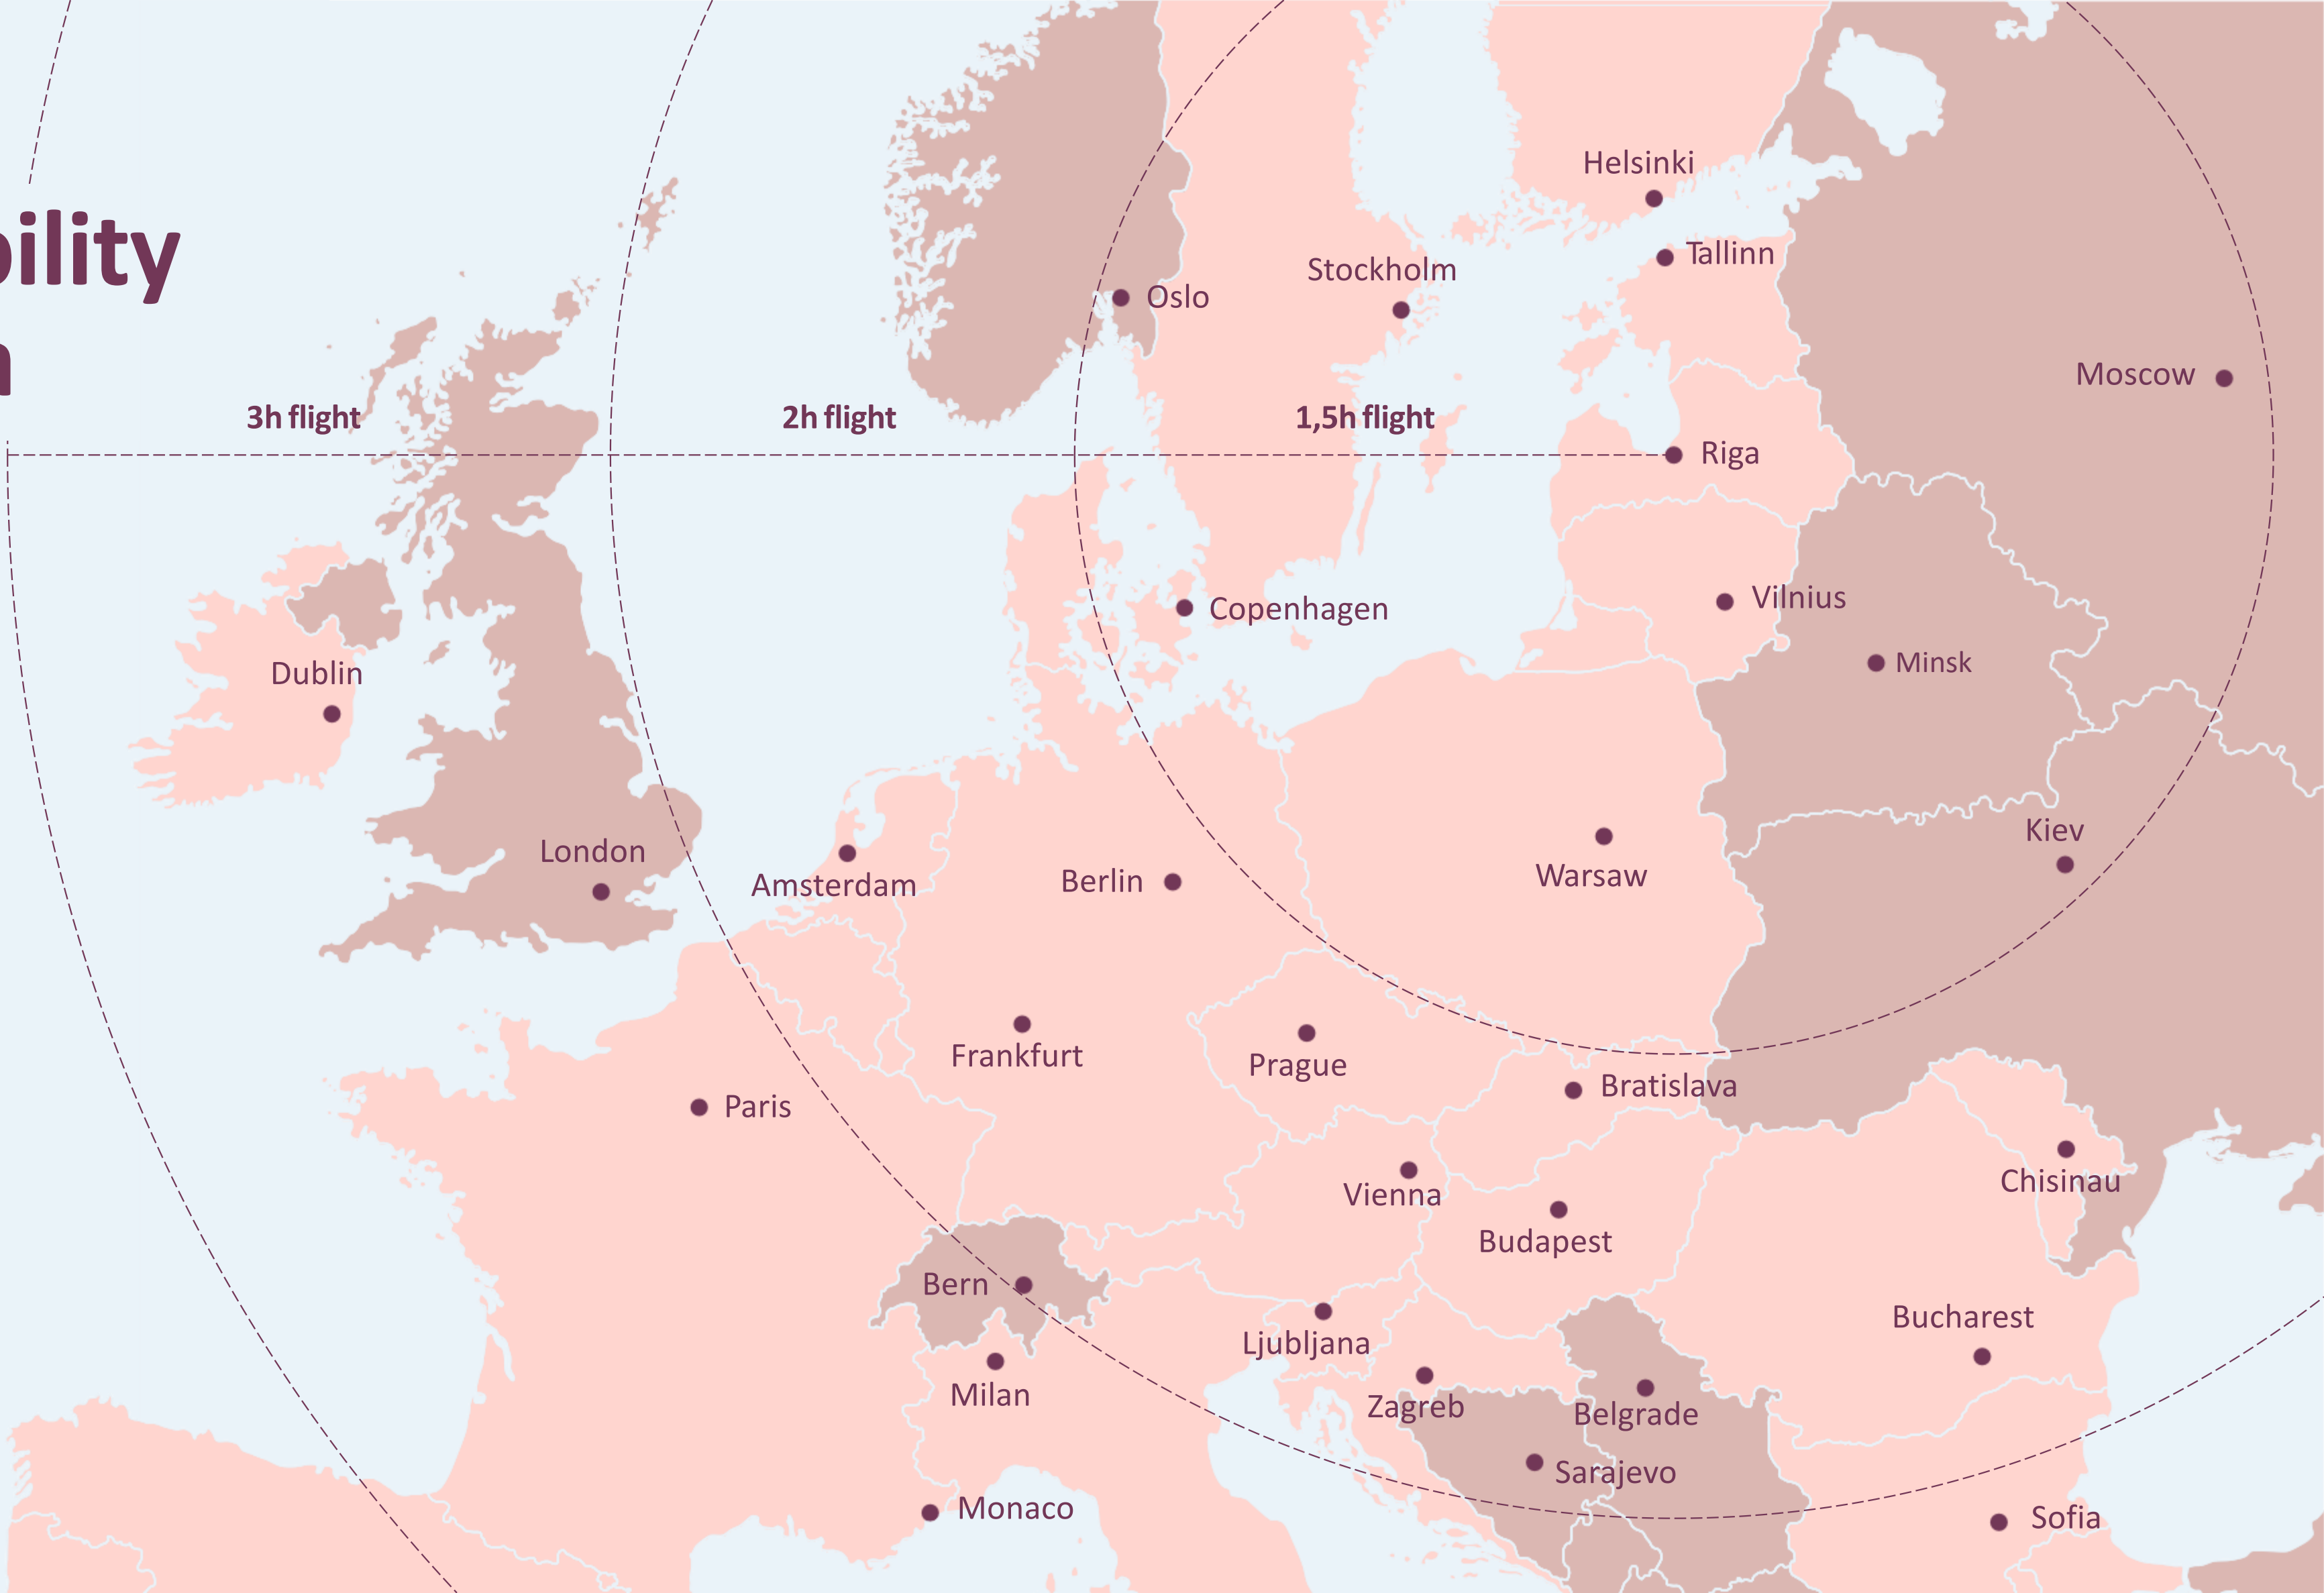 Helsinki
bility
Tallinn
Stockholm
Oslo
Moscow
3h flight
2h flight
1,5h flight
Riga
Vilnius
Copenhagen
Minsk
Dublin
Kiev
London
Warsaw
Amsterdam
Berlin
Frankfurt
Prague
Bratislava
Paris
Chisinau
Vienna
Budapest
Bern
Bucharest
Ljubljana
Milan
Zagreb
Belgrade
Sarajevo
Monaco
Sofia